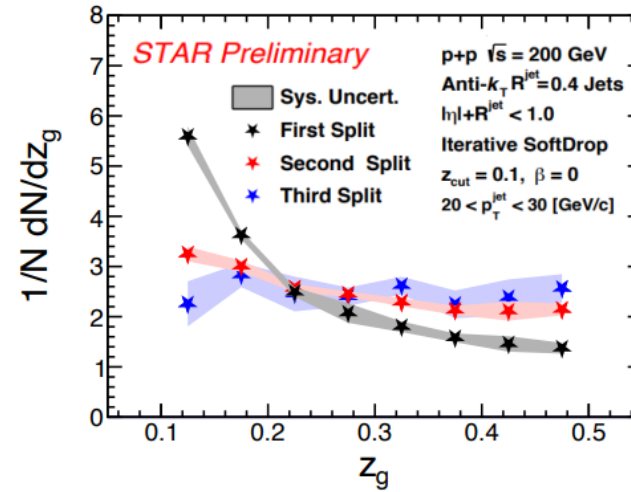 STAR Preliminary
p+p √s = 200 GeV
Anti-k_T R^jet=0.4 Jets
|η|+R^jet < 1.0
Iterative SoftDrop
z_cut = 0.1, β = 0
20 < p_T^jet < 30 [GeV/c]
Sys. Uncert.
First Split
Second Split
Third Split
1/N dN/dz_g
8
7
6
5
4
3
2
1
0
0.1 0.2 0.3 0.4 0.5
z_g